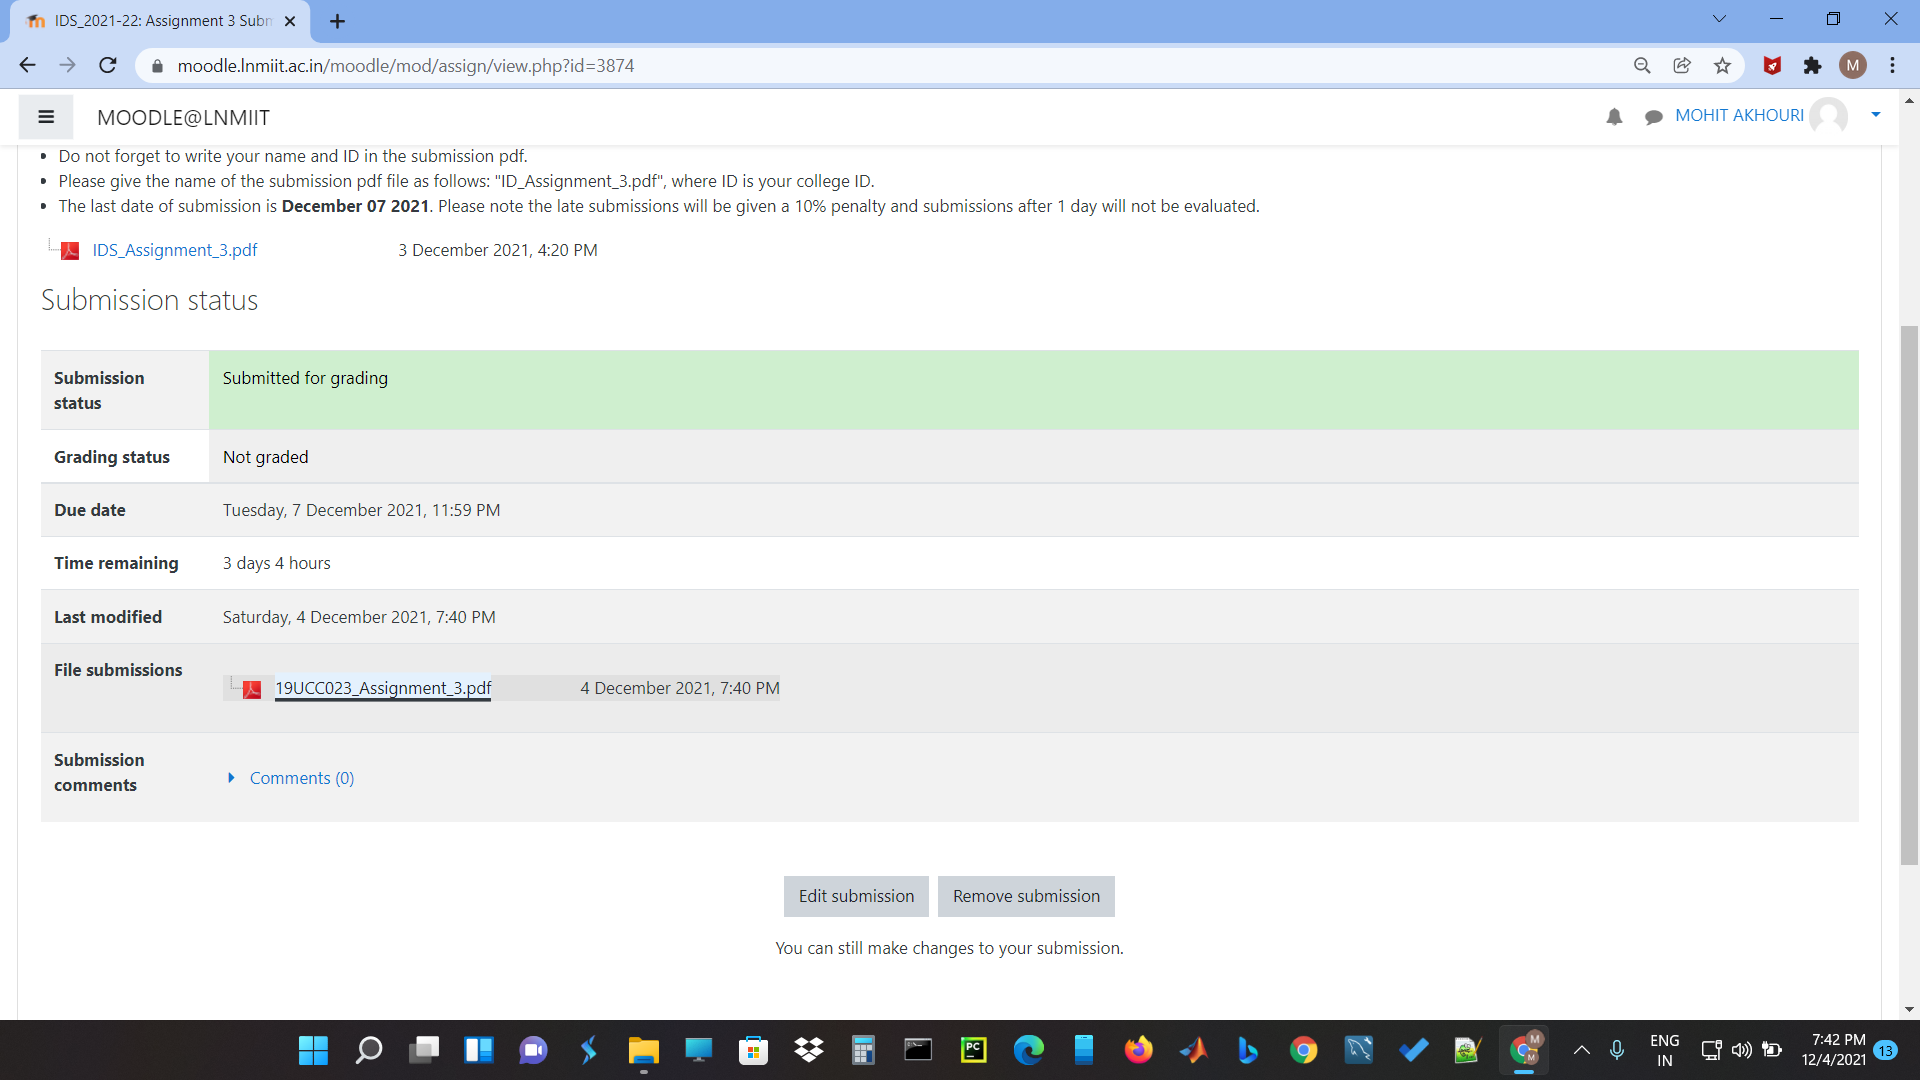 IDS_2021-22: Assignment 3 Subm
moodle.lnmiit.ac.in/moodle/mod/assign/view.php?id=3874
M
MOODLE@LNMIIT
MOHIT AKHOURI
Do not forget to write your name and ID in the submission pdf.
Please give the name of the submission pdf file as follows: "ID_Assignment_3.pdf", where ID is your college ID.
The last date of submission is December 07 2021. Please note the late submissions will be given a 10% penalty and submissions after 1 day will not be evaluated.
IDS_Assignment_3.pdf 3 December 2021, 4:20 PM
Submission status
Submission status Submitted for grading
Grading status Not graded
Due date Tuesday, 7 December 2021, 11:59 PM
Time remaining 3 days 4 hours
Last modified Saturday, 4 December 2021, 7:40 PM
File submissions
19UCC023_Assignment_3.pdf 4 December 2021, 7:40 PM
Submission comments
Comments (0)
Edit submission Remove submission
You can still make changes to your submission.
PC
M
M
ENG
IN
7:42 PM
12/4/2021
13